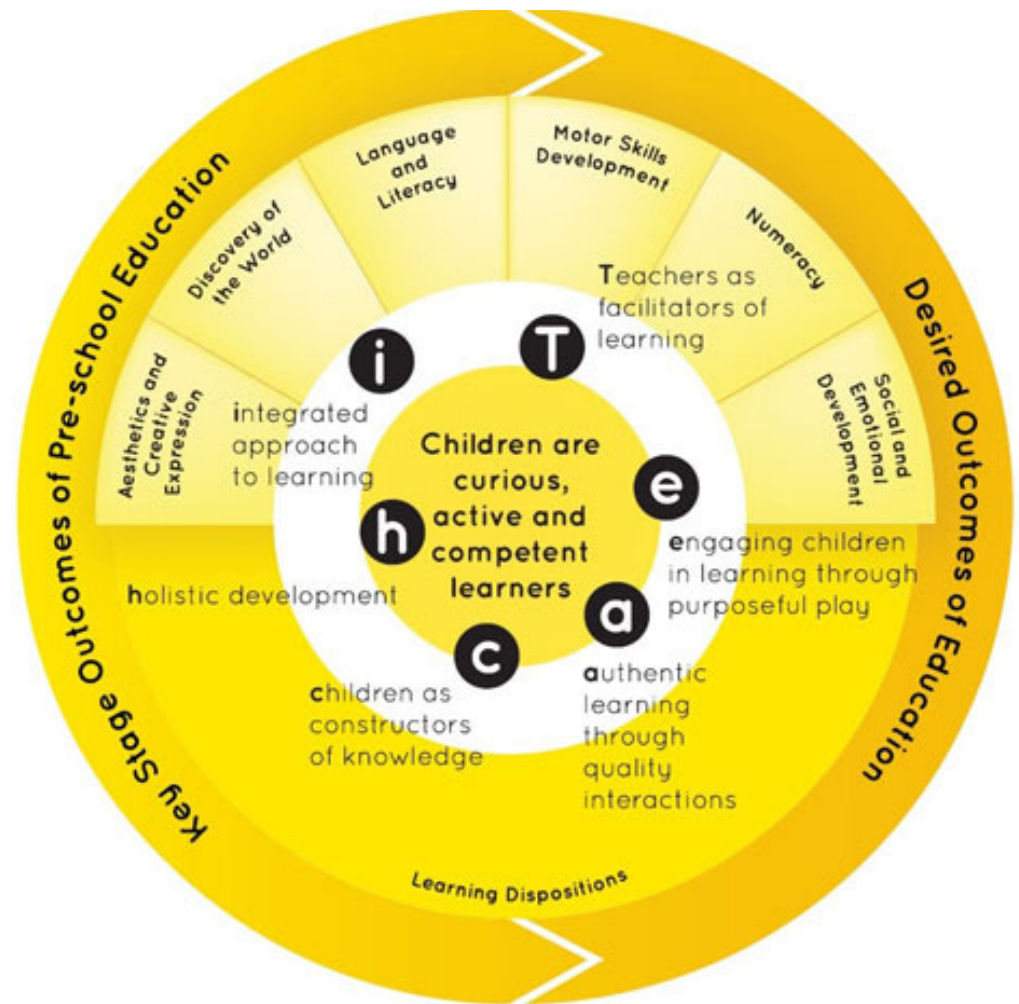 Key Stage Outcomes of Pre-school Education
Desired Outcomes of Education
Aesthetics and
Creative
Expression
Discovery of
the World
Language
and
Literacy
Motor Skills
Development
Numeracy
Social and
Emotional
Development
i
integrated
approach
to learning
T
Teachers as
facilitators of
learning
e
engaging children
in learning through
purposeful play
a
authentic
learning
through
quality
interactions
c
children as
constructors
of knowledge
h
holistic development
Children are
curious,
active and
competent
learners
Learning Dispositions